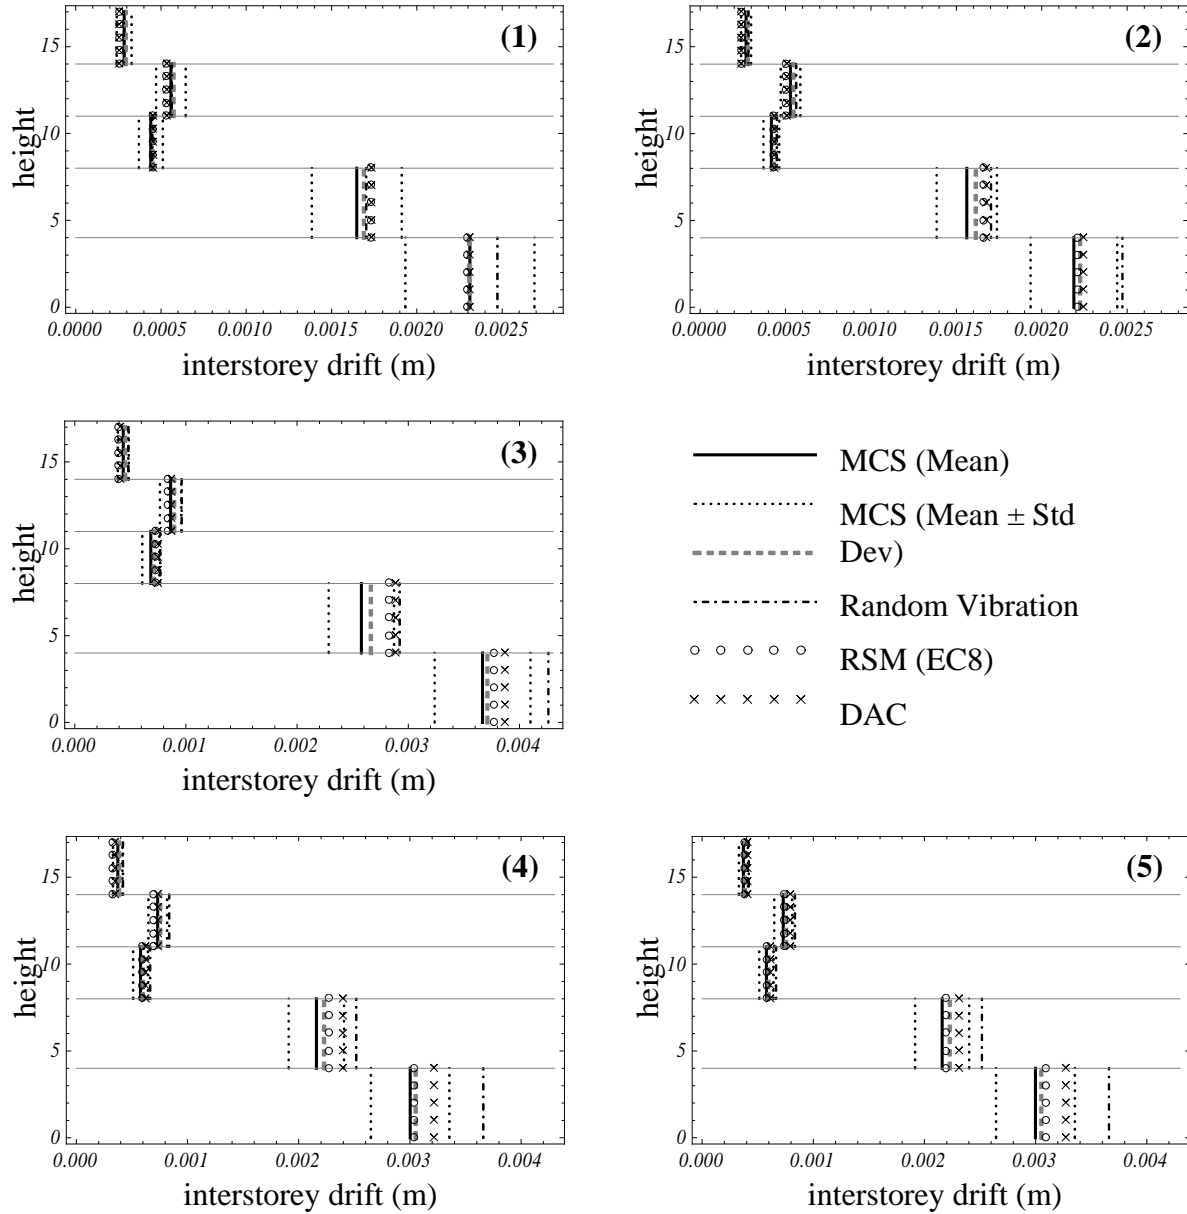 (1)
15
10
5
0
height
0.0000 0.0005 0.0010 0.0015 0.0020 0.0025
interstorey drift (m)
(2)
15
10
5
0
height
0.0000 0.0005 0.0010 0.0015 0.0020 0.0025
interstorey drift (m)
(3)
15
10
5
0
height
0.000 0.001 0.002 0.003 0.004
interstorey drift (m)
MCS (Mean)
MCS (Mean ± Std
Dev)
Random Vibration
RSM (EC8)
DAC
(4)
15
10
5
0
height
0.000 0.001 0.002 0.003 0.004
interstorey drift (m)
(5)
15
10
5
0
height
0.000 0.001 0.002 0.003 0.004
interstorey drift (m)